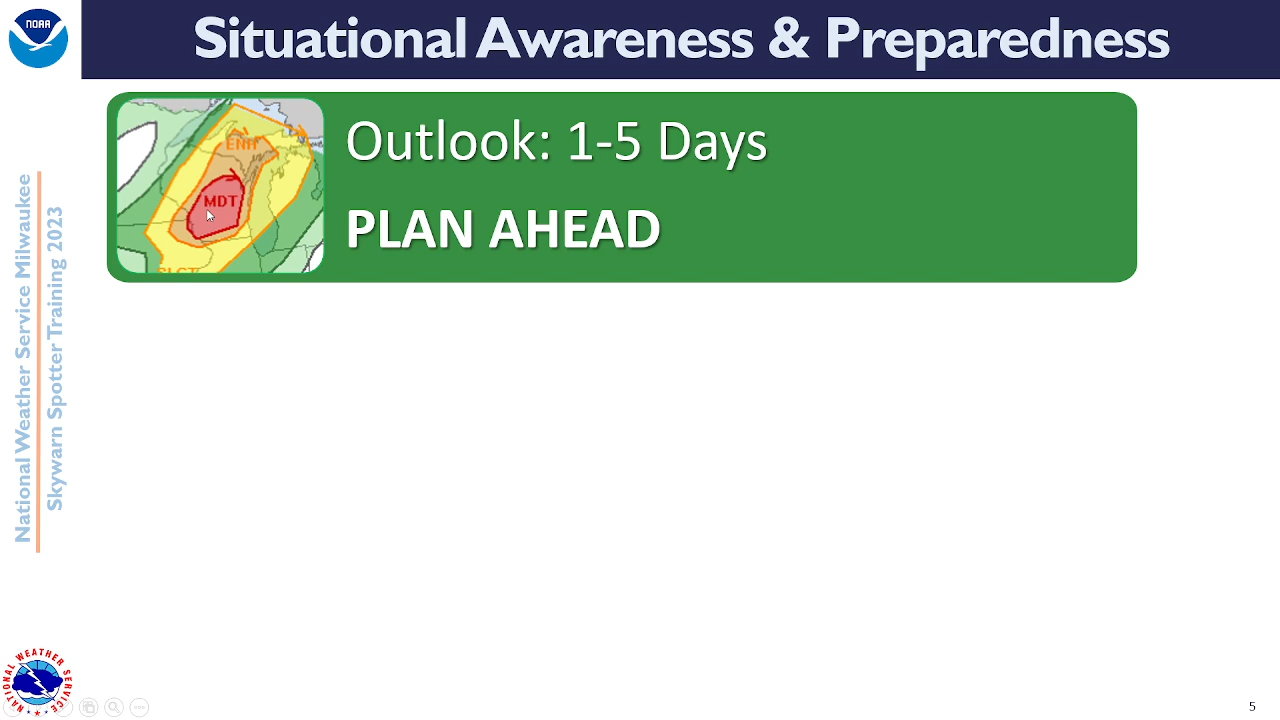 NOAA
Situational Awareness & Preparedness
ENH
MDT
SLGT
Outlook: 1-5 Days
PLAN AHEAD
National Weather Service Milwaukee
Skywarn Spotter Training 2023
NATIONAL WEATHER SERVICE
5